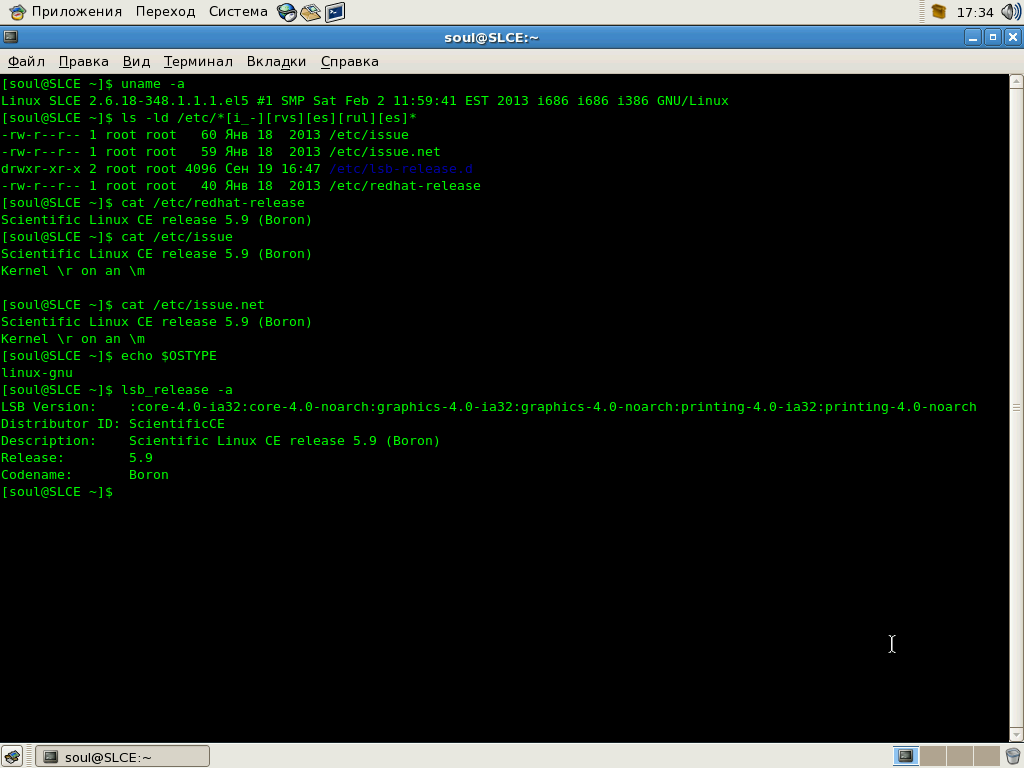 Приложения Переход Система 17:34
soul@SLCE:~
Файл Правка Вид Терминал Вкладки Справка
[soul@SLCE ~]$ uname -a
Linux SLCE 2.6.18-348.1.1.1.el5 #1 SMP Sat Feb 2 11:59:41 EST 2013 i686 i686 i386 GNU/Linux
[soul@SLCE ~]$ ls -ld /etc/*[i_-][rvs][es][rul][es]*
-rw-r--r-- 1 root root   60 Янв 18  2013 /etc/issue
-rw-r--r-- 1 root root   59 Янв 18  2013 /etc/issue.net
drwxr-xr-x 2 root root 4096 Сен 19 16:47 /etc/lsb-release.d
-rw-r--r-- 1 root root   40 Янв 18  2013 /etc/redhat-release
[soul@SLCE ~]$ cat /etc/redhat-release
Scientific Linux CE release 5.9 (Boron)
[soul@SLCE ~]$ cat /etc/issue
Scientific Linux CE release 5.9 (Boron)
Kernel \r on an \m
[soul@SLCE ~]$ cat /etc/issue.net
Scientific Linux CE release 5.9 (Boron)
Kernel \r on an \m
[soul@SLCE ~]$ echo $OSTYPE
linux-gnu
[soul@SLCE ~]$ lsb_release -a
LSB Version:    :core-4.0-ia32:core-4.0-noarch:graphics-4.0-ia32:graphics-4.0-noarch:printing-4.0-ia32:printing-4.0-noarch
Distributor ID: ScientificCE
Description:    Scientific Linux CE release 5.9 (Boron)
Release:        5.9
Codename:       Boron
[soul@SLCE ~]$
soul@SLCE:~